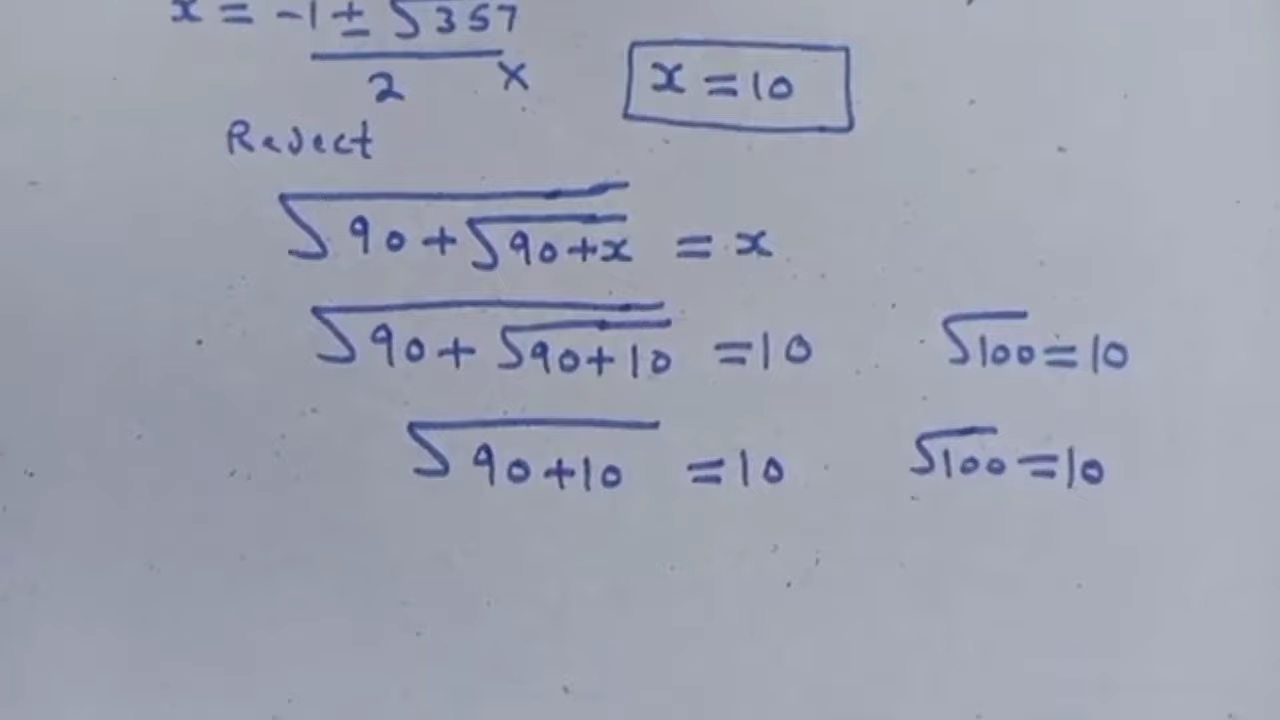 x = -1 ± √357
2 x
x = 10
Reject
√90+√90+x = x
√90+√90+10 = 10 √100 = 10
√90+10 = 10 √100 = 10